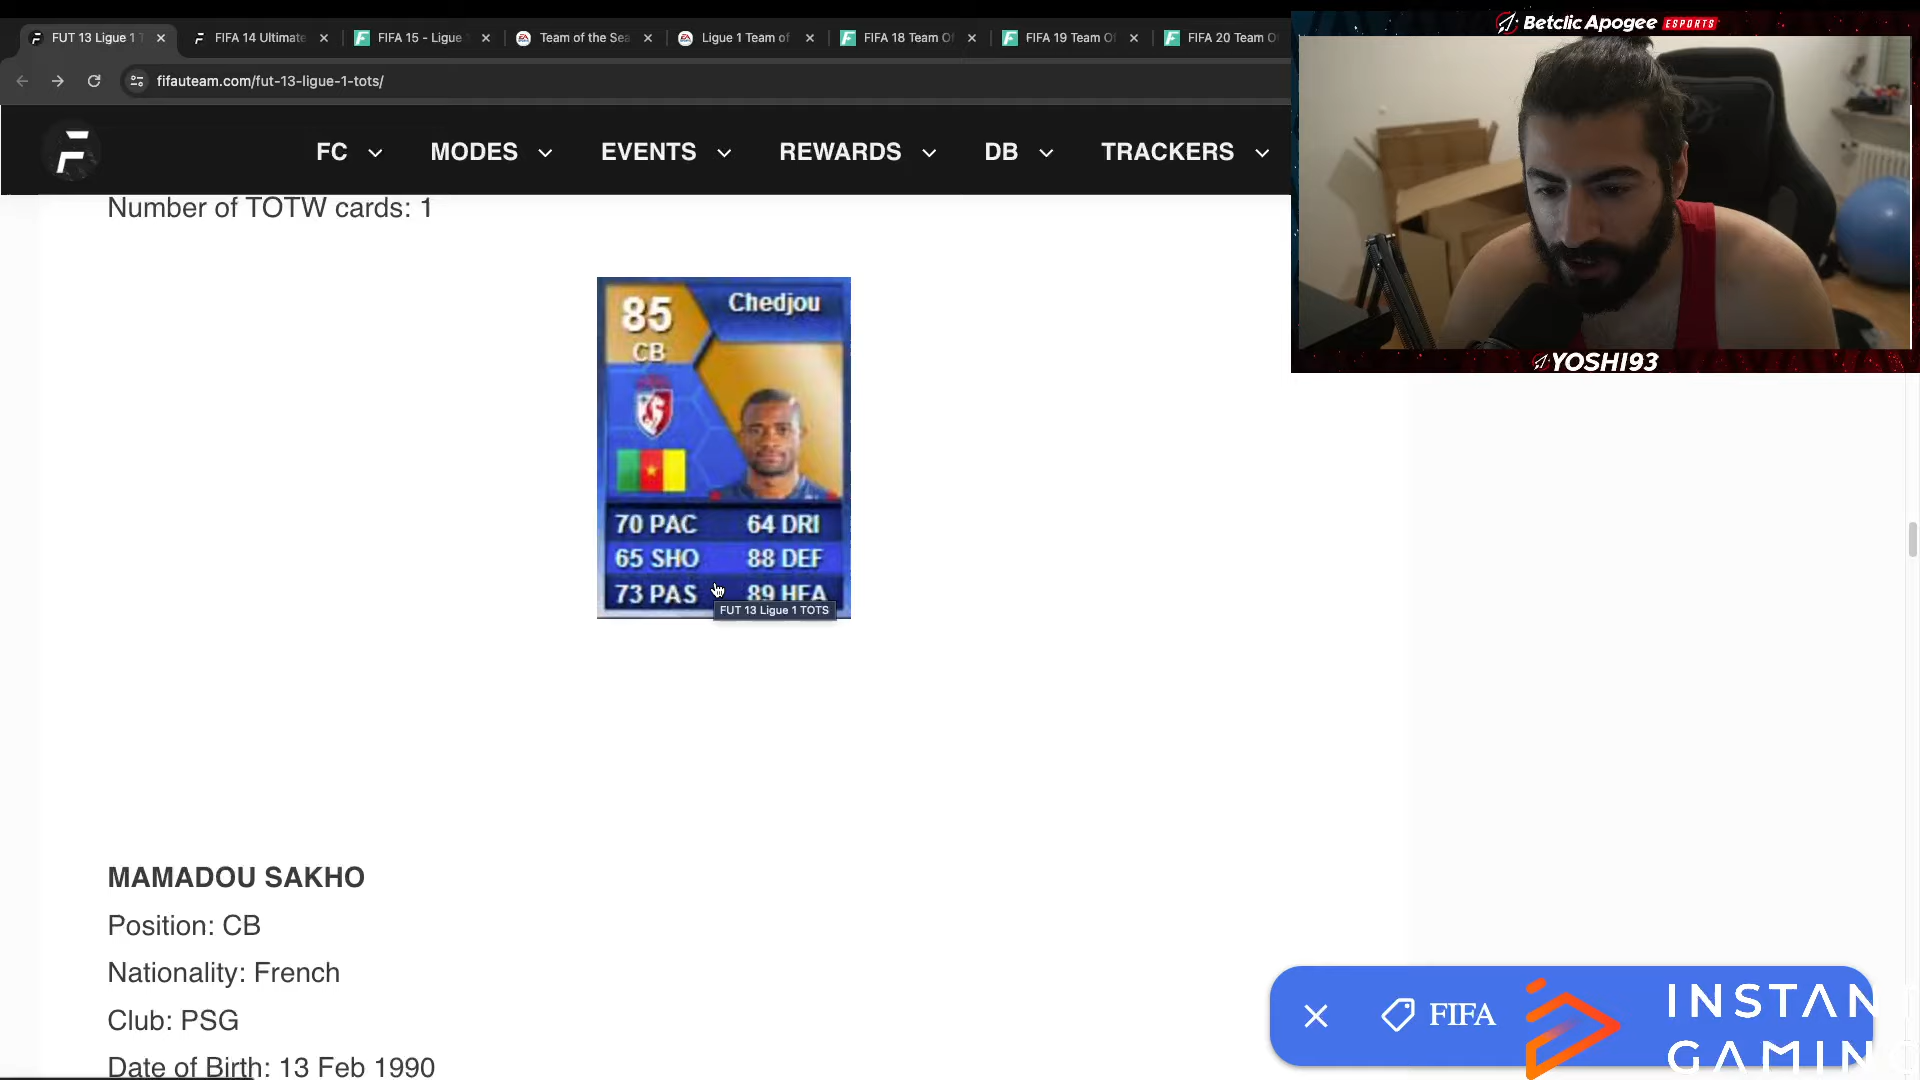 FUT 13 Ligue 1 T
FIFA 14 Ultimate
FIFA 15 - Ligue
Team of the Sea
Ligue 1 Team of
FIFA 18 Team Of
FIFA 19 Team Of
FIFA 20 Team O
fifauteam.com/fut-13-ligue-1-tots/
Betclic Apogee ESPORTS
YOSHI93
FC
MODES
EVENTS
REWARDS
DB
TRACKERS
Number of TOTW cards: 1
85
CB
Chedjou
70 PAC 64 DRI
65 SHO 88 DEF
73 PAS 89 HEA
FUT 13 Ligue 1 TOTS
MAMADOU SAKHO
Position: CB
Nationality: French
Club: PSG
Date of Birth: 13 Feb 1990
FIFA
INSTAN
GAMING